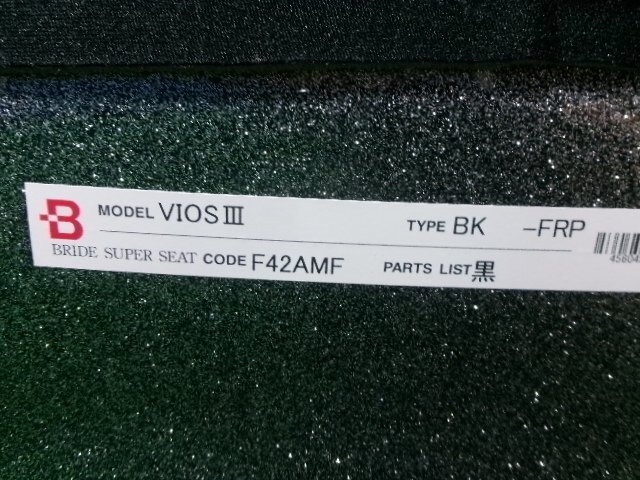 B MODEL VIOSⅢ TYPE BK -FRP
BRIDE SUPER SEAT CODE F42AMF PARTS LIST 黒